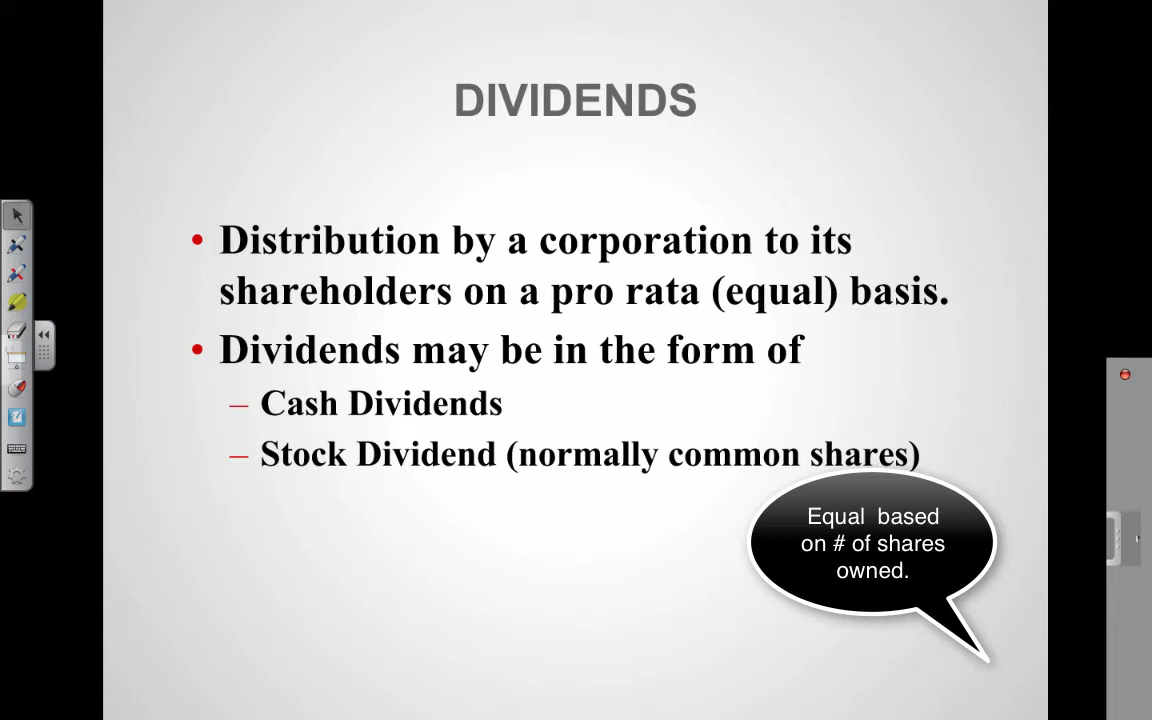 DIVIDENDS
• Distribution by a corporation to its
shareholders on a pro rata (equal) basis.
• Dividends may be in the form of
– Cash Dividends
– Stock Dividend (normally common shares)
Equal based
on # of shares
owned.